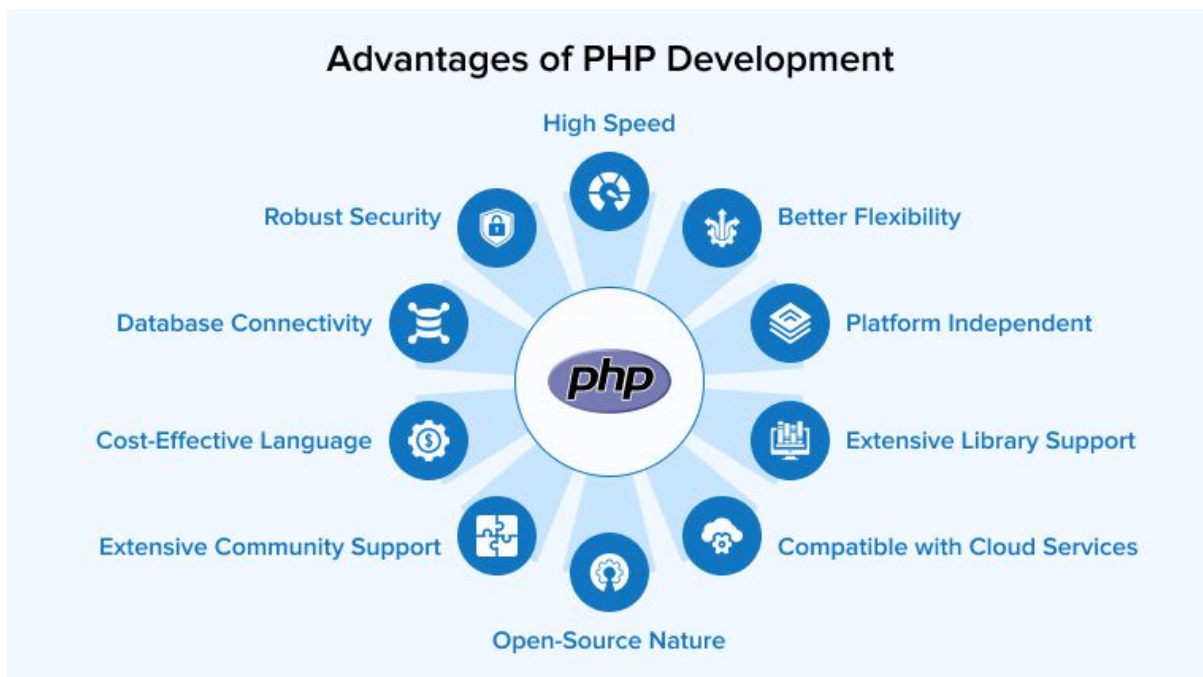 Advantages of PHP Development
High Speed
Robust Security
Better Flexibility
Database Connectivity
Platform Independent
php
Cost-Effective Language
Extensive Library Support
Extensive Community Support
Compatible with Cloud Services
Open-Source Nature